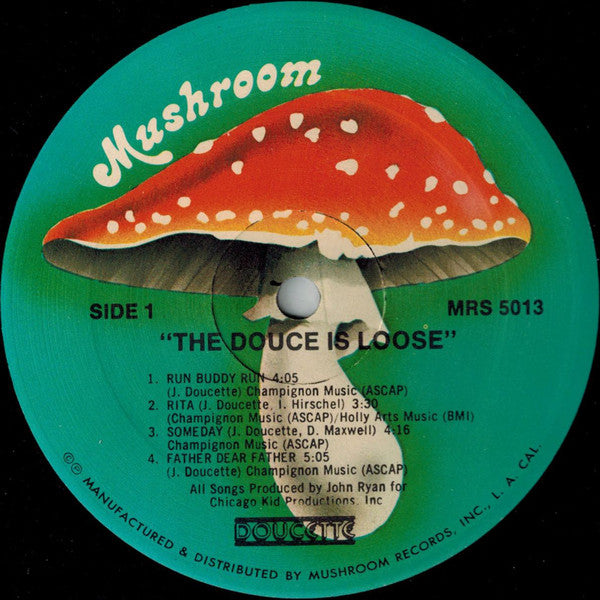 Mushroom
SIDE 1
MRS 5013
"THE DOUCE IS LOOSE"
1. RUN BUDDY RUN 4:05
(J. Doucette) Champignon Music (ASCAP)
2. RITA (J. Doucette, I. Hirschel) 3:30
(Champignon Music (ASCAP)/Holly Arts Music (BMI)
3. SOMEDAY (J. Doucette, D. Maxwell) 4:16
Champignon Music (ASCAP)
4. FATHER DEAR FATHER 5:05
(J. Doucette) Champignon Music (ASCAP)
All Songs Produced by John Ryan for
Chicago Kid Productions, Inc
DOUCETTE
©℗ MANUFACTURED & DISTRIBUTED BY MUSHROOM RECORDS, INC., L. A. CAL.